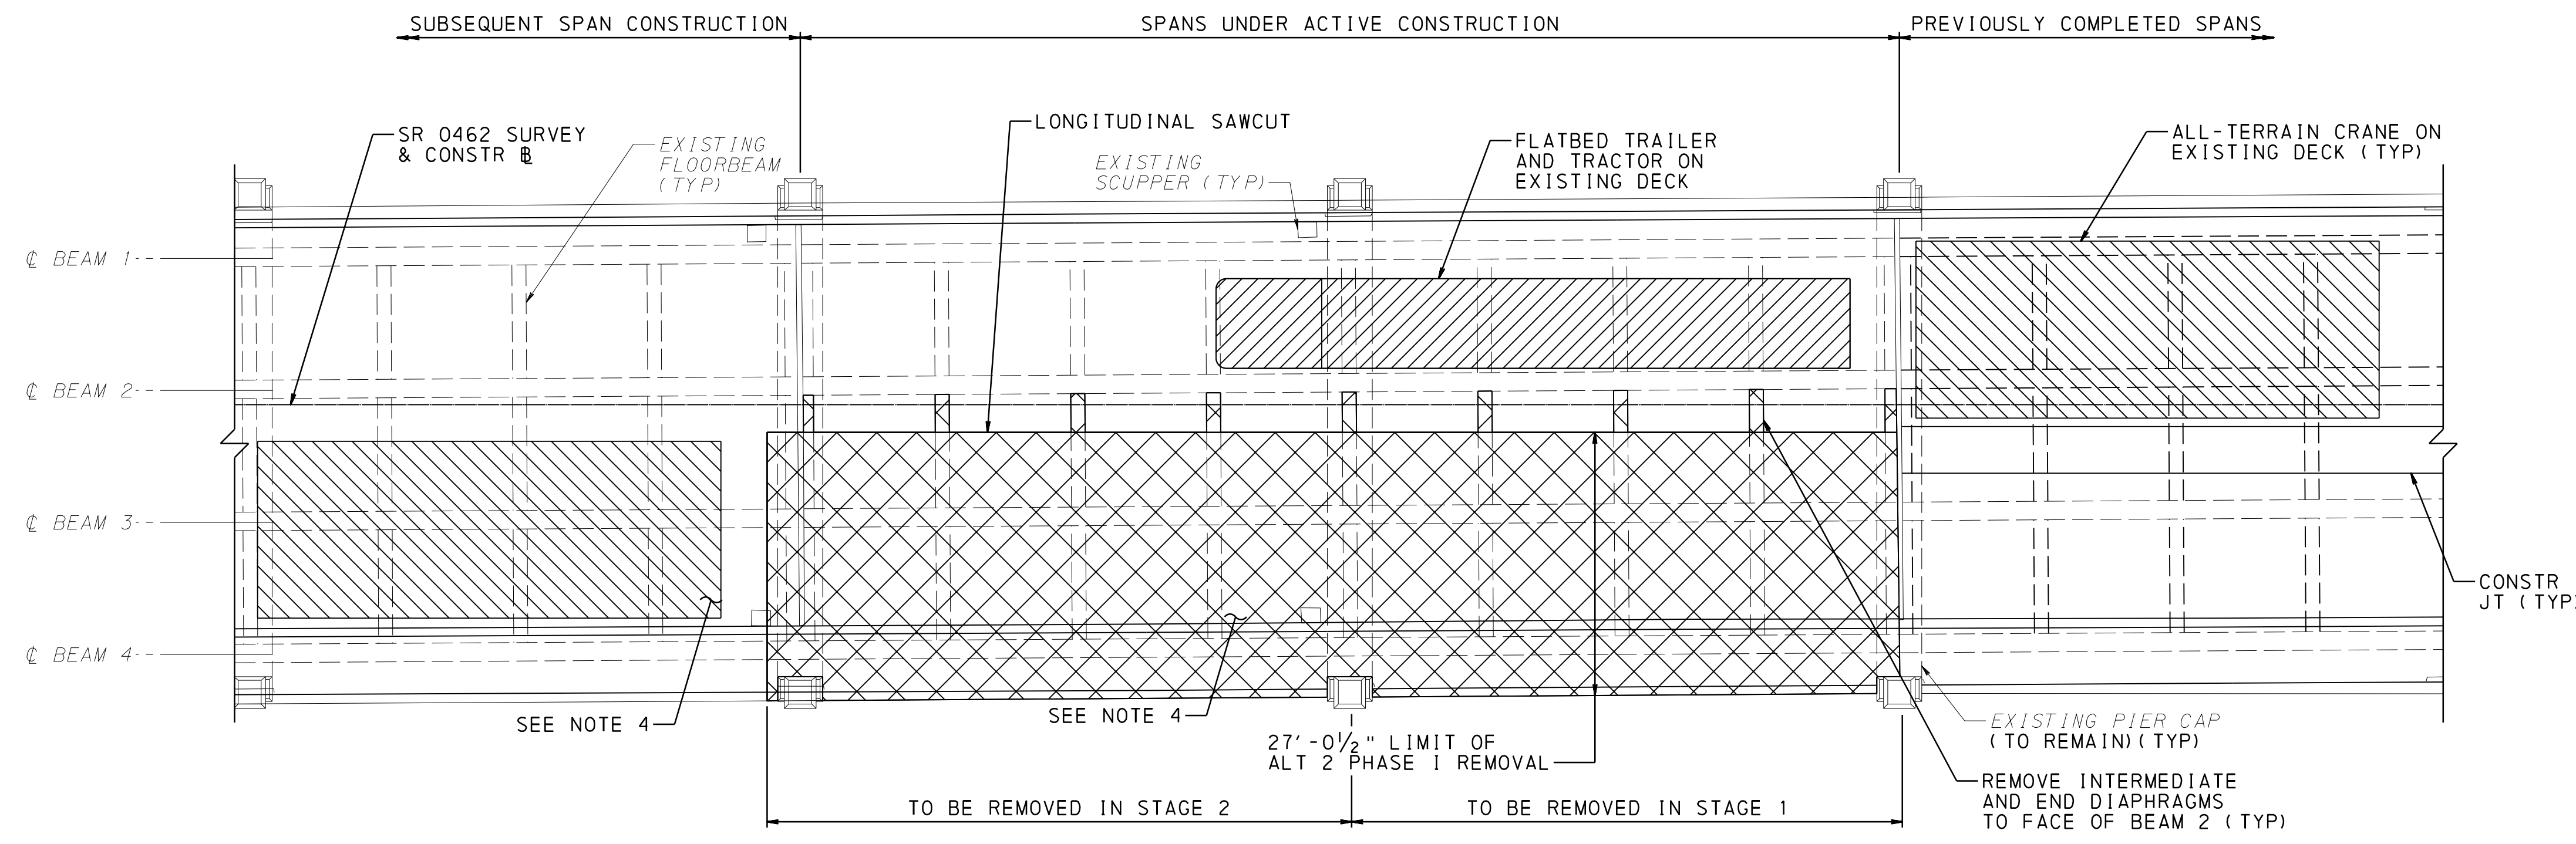 SUBSEQUENT SPAN CONSTRUCTION
SPANS UNDER ACTIVE CONSTRUCTION
PREVIOUSLY COMPLETED SPANS
SR 0462 SURVEY
& CONSTR BL
EXISTING
FLOORBEAM
(TYP)
LONGITUDINAL SAWCUT
EXISTING
SCUPPER (TYP)
FLATBED TRAILER
AND TRACTOR ON
EXISTING DECK
ALL-TERRAIN CRANE ON
EXISTING DECK (TYP)
℄ BEAM 1
℄ BEAM 2
℄ BEAM 3
℄ BEAM 4
CONSTR
JT (TYP)
SEE NOTE 4
SEE NOTE 4
27'-0½" LIMIT OF
ALT 2 PHASE I REMOVAL
EXISTING PIER CAP
(TO REMAIN)(TYP)
REMOVE INTERMEDIATE
AND END DIAPHRAGMS
TO FACE OF BEAM 2 (TYP)
TO BE REMOVED IN STAGE 2
TO BE REMOVED IN STAGE 1